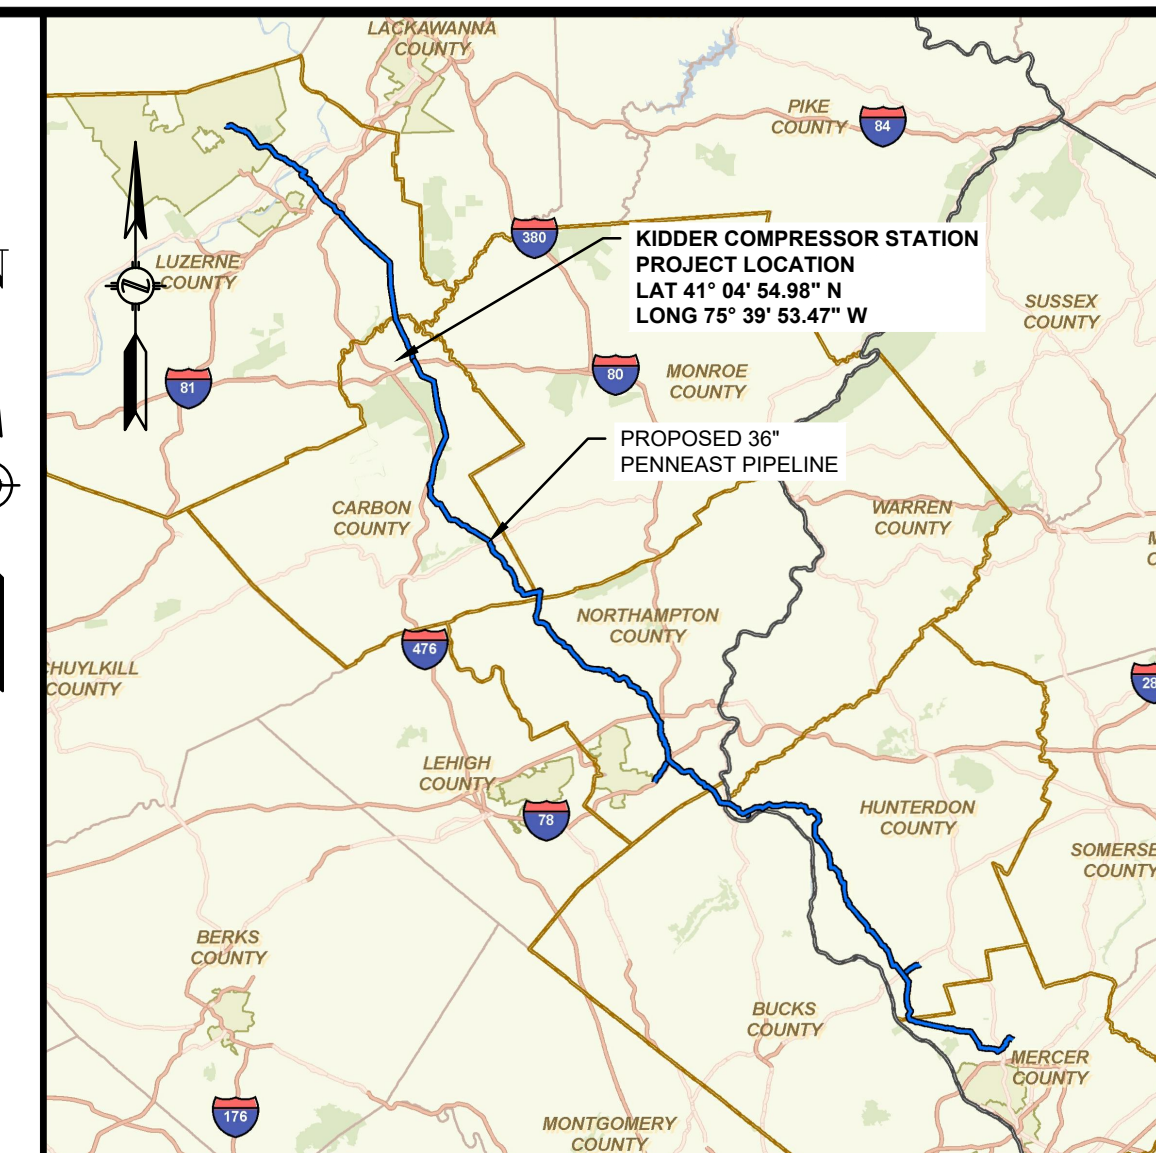 LACKAWANNA
COUNTY
PIKE
COUNTY
84
380
KIDDER COMPRESSOR STATION
PROJECT LOCATION
LAT 41° 04' 54.98" N
LONG 75° 39' 53.47" W
LUZERNE
COUNTY
N
SUSSEX
COUNTY
81
80
MONROE
COUNTY
PROPOSED 36"
PENNEAST PIPELINE
CARBON
COUNTY
WARREN
COUNTY
NORTHAMPTON
COUNTY
476
CHUYLKILL
COUNTY
28
LEHIGH
COUNTY
78
HUNTERDON
COUNTY
SOMERSE
COUNTY
BERKS
COUNTY
BUCKS
COUNTY
MERCER
COUNTY
176
MONTGOMERY
COUNTY